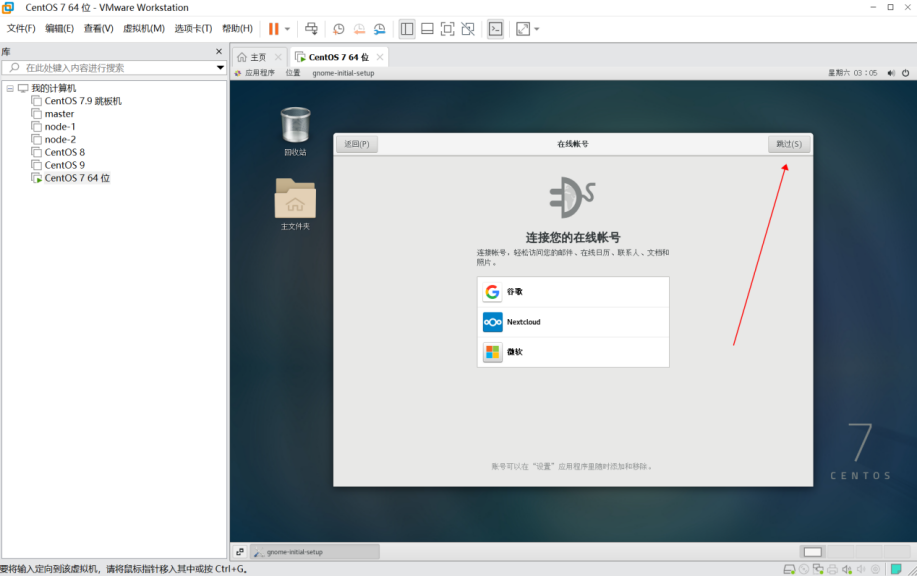 CentOS 7 64 位 - VMware Workstation
文件(F) 编辑(E) 查看(V) 虚拟机(M) 选项卡(T) 帮助(H)
库
在此处键入内容进行搜索
我的计算机
CentOS 7.9 跳板机
master
node-1
node-2
CentOS 8
CentOS 9
CentOS 7 64 位
主页
CentOS 7 64 位
应用程序 位置 gnome-initial-setup
星期六 03:05
回收站
主文件夹
返回(P)
在线帐号
跳过(S)
连接您的在线帐号
连接帐号，轻松访问您的邮件、在线日历、联系人、文档和
照片。
谷歌
Nextcloud
微软
账号可以在“设置”应用程序里随时添加和移除。
7
CENTOS
gnome-initial-setup
要将输入定向到该虚拟机，请将鼠标指针移入其中或按 Ctrl+G。